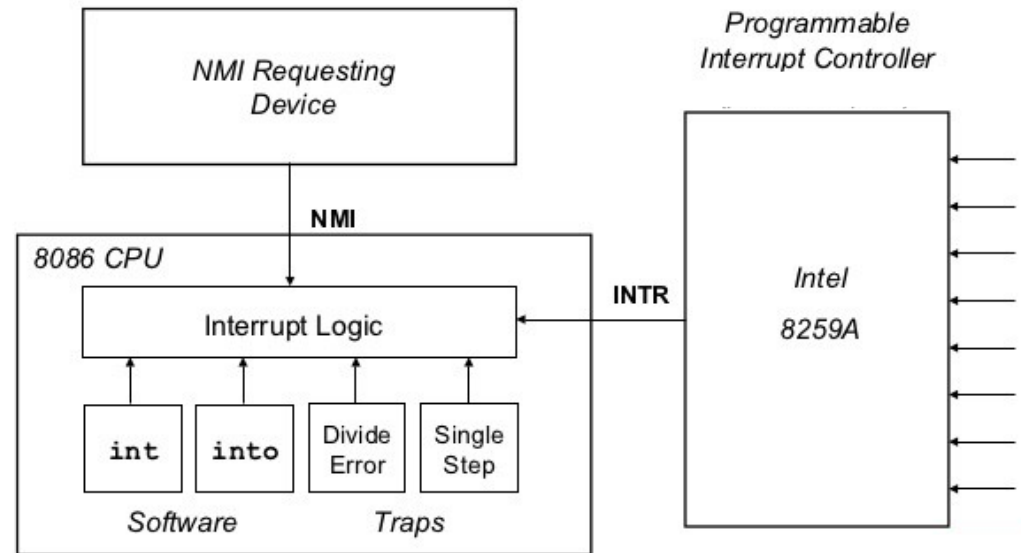 NMI Requesting
Device
Programmable
Interrupt Controller
NMI
8086 CPU
Interrupt Logic
INTR
Intel
8259A
int
into
Divide
Error
Single
Step
Software
Traps